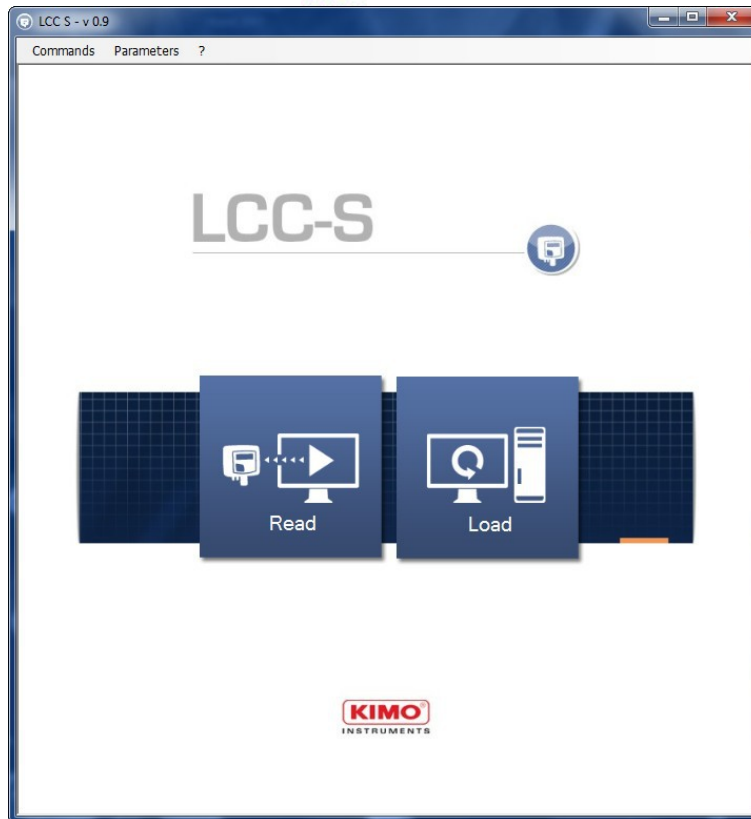 LCC S - v 0.9
Commands Parameters ?
LCC-S
Read Load
KIMO®
INSTRUMENTS